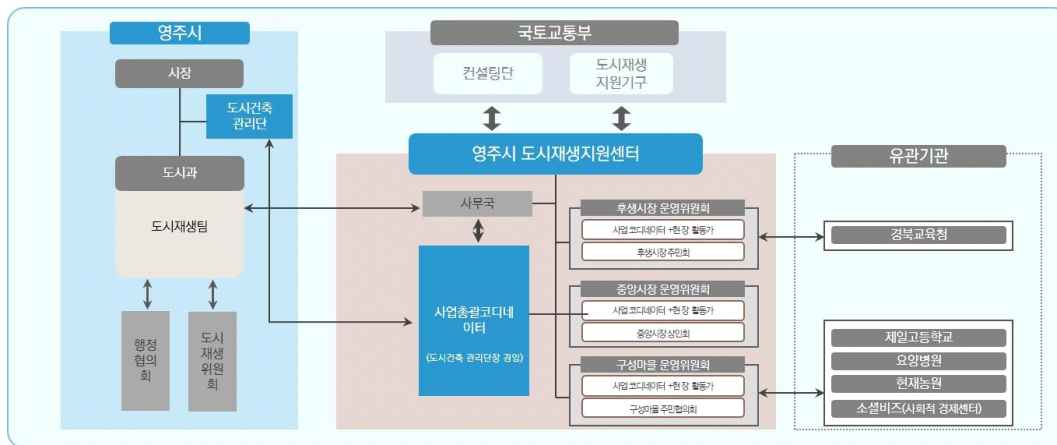 영주시
시장
도시건축
관리단
도시과
도시재생팀
행정
협의
회
도시
재생
위원
회
국토교통부
컨설팅단
도시재생
지원기구
영주시 도시재생지원센터
사무국
사업총괄코디네
이터
(도시건축 관리단장 겸임)
후생시장 운영위원회
사업 코디네이터 +현장 활동가
후생시장 주민회
중앙시장 운영위원회
사업 코디네이터 +현장 활동가
중앙시장 상인회
구성마을 운영위원회
사업 코디네이터 +현장 활동가
구성마을 주민협의회
유관기관
경북교육청
제일고등학교
요양병원
현재농원
소셜비즈(사회적 경제센터)